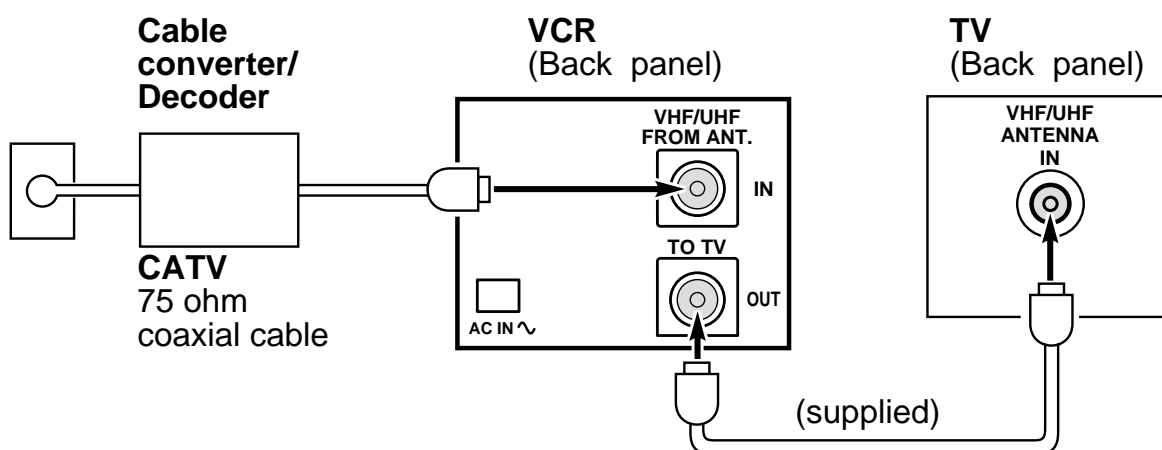 Cable
converter/
Decoder
CATV
75 ohm
coaxial cable
VCR
(Back panel)
VHF/UHF
FROM ANT.
IN
TO TV
OUT
AC IN
(supplied)
TV
(Back panel)
VHF/UHF
ANTENNA
IN